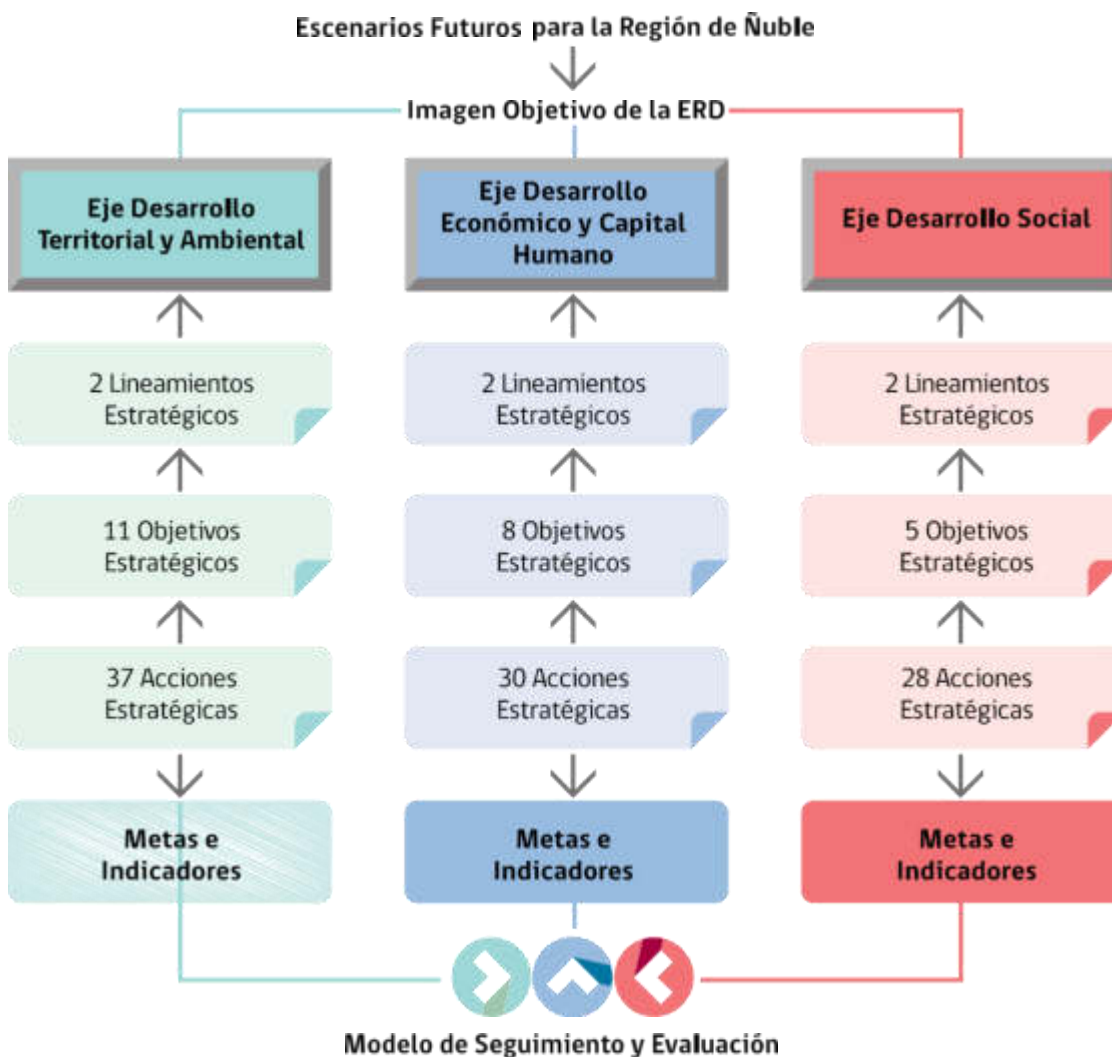 Escenarios Futuros para la Región de Ñuble
Imagen Objetivo de la ERD
Eje Desarrollo
Territorial y Ambiental
Eje Desarrollo
Económico y Capital
Humano
Eje Desarrollo Social
2 Lineamientos
Estratégicos
2 Lineamientos
Estratégicos
2 Lineamientos
Estratégicos
11 Objetivos
Estratégicos
8 Objetivos
Estratégicos
5 Objetivos
Estratégicos
37 Acciones
Estratégicas
30 Acciones
Estratégicas
28 Acciones
Estratégicas
Metas e
Indicadores
Metas e
Indicadores
Metas e
Indicadores
Modelo de Seguimiento y Evaluación